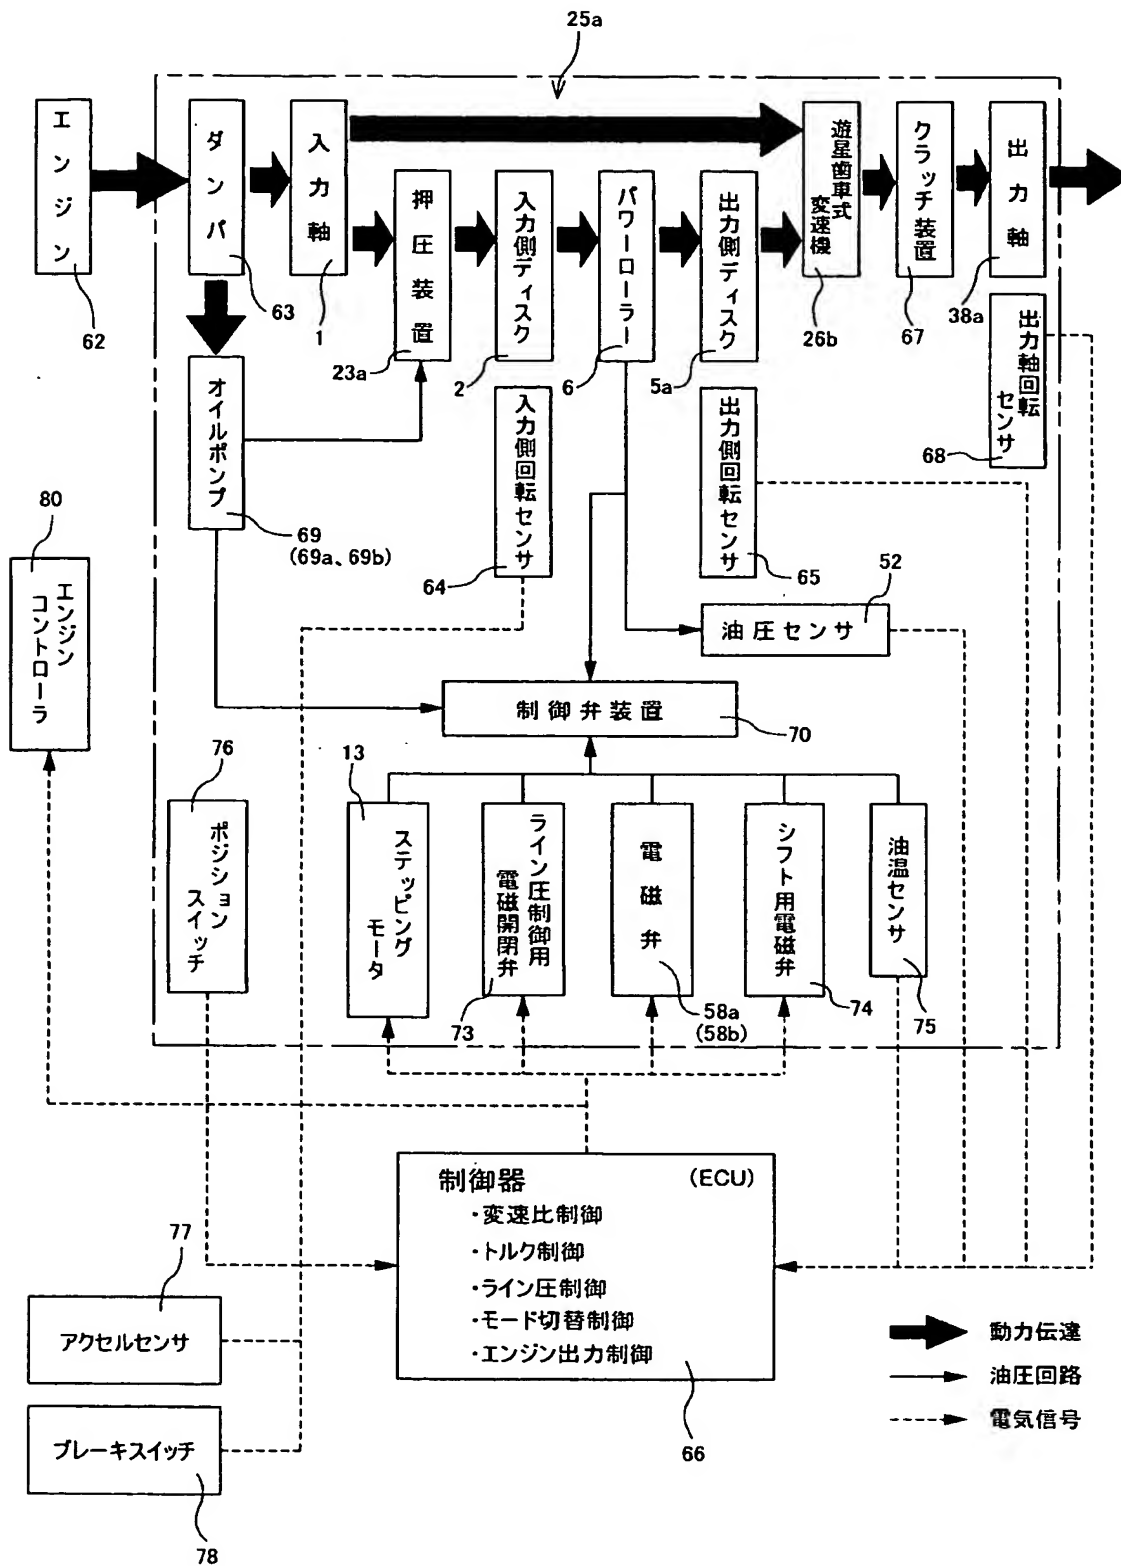 25a
エンジン
62
ダンパ
63
入力軸
1
押圧装置
23a
入力側ディスク
2
パワーローラー
6
出力側ディスク
5a
遊星歯車式
変速機
26b
クラッチ装置
67
出力軸
38a
出力軸回転
センサ
68
オイルポンプ
69
(69a、69b)
入力側回転センサ
64
出力側回転センサ
65
52
油圧センサ
80
エンジン
コントローラ
制御弁装置
70
76
ポジション
スイッチ
13
ステッピング
モータ
ライン圧制御用
電磁開閉弁
73
電磁弁
58a
(58b)
シフト用電磁弁
74
油温センサ
75
制御器 (ECU)
・変速比制御
・トルク制御
・ライン圧制御
・モード切替制御
・エンジン出力制御
66
77
アクセルセンサ
ブレーキスイッチ
78
動力伝達
油圧回路
電気信号